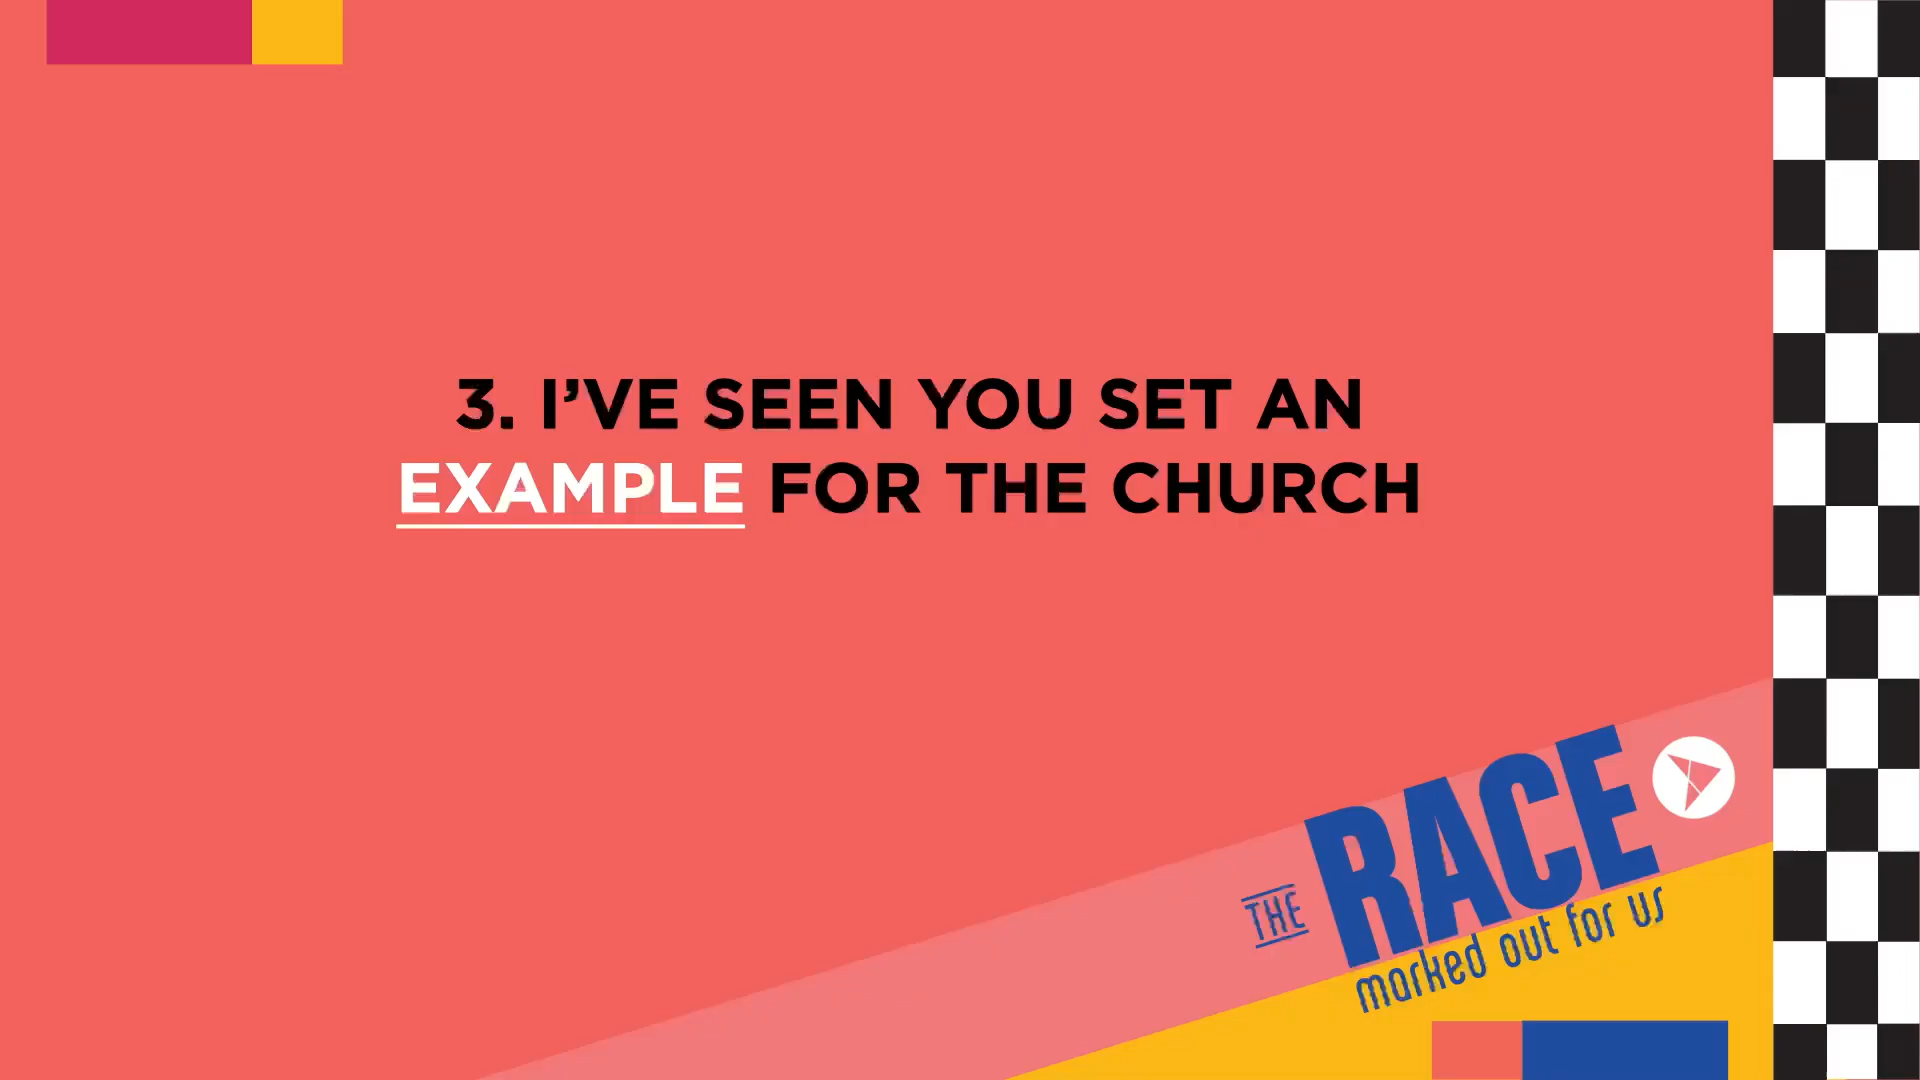 3. I’VE SEEN YOU SET AN
EXAMPLE FOR THE CHURCH
THE
RACE
marked out for us